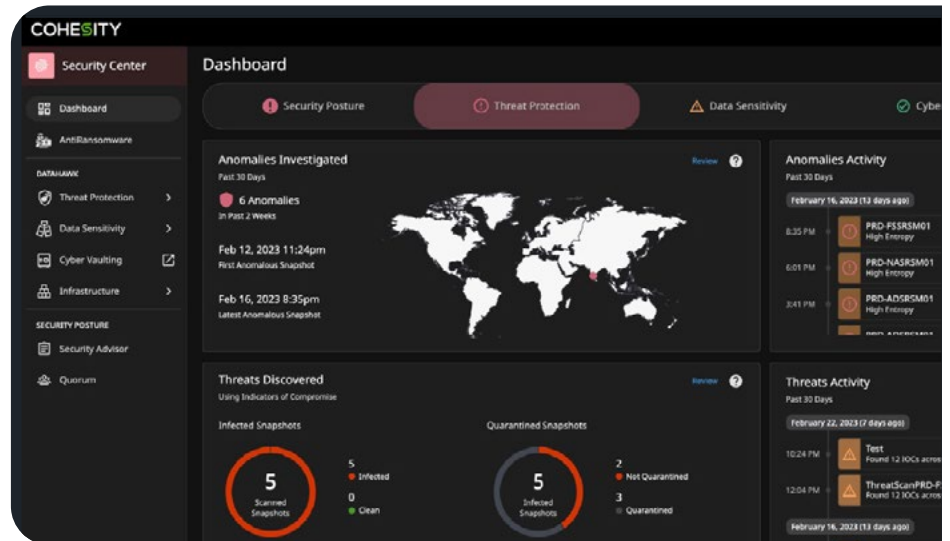 COHESITY
Security Center
Dashboard
AntiRansomware
DATAHAWK
Threat Protection
Data Sensitivity
Cyber Vaulting
Infrastructure
SECURITY POSTURE
Security Advisor
Quorum
Dashboard
Security Posture
Threat Protection
Data Sensitivity
Cybe
Anomalies Investigated
Review
?
Past 30 Days
6 Anomalies
In Past 2 Weeks
Feb 12, 2023 11:24pm
First Anomalous Snapshot
Feb 16, 2023 8:35pm
Latest Anomalous Snapshot
Anomalies Activity
Past 30 Days
February 16, 2023 (13 days ago)
8:35 PM
PRD-FSSRSM01
High Entropy
6:01 PM
PRD-NASRSM01
High Entropy
3:41 PM
PRD-ADSRSM01
High Entropy
Threats Discovered
Review
?
Using Indicators of Compromise
Infected Snapshots
5
Scanned
Snapshots
5
Infected
0
Clean
Quarantined Snapshots
5
Infected
Snapshots
2
Not Quarantined
3
Quarantined
Threats Activity
Past 30 Days
February 22, 2023 (7 days ago)
10:24 PM
Test
Found 12 IOCs acros
12:04 PM
ThreatScanPRD-F
Found 12 IOCs acros
February 16, 2023 (13 days ago)